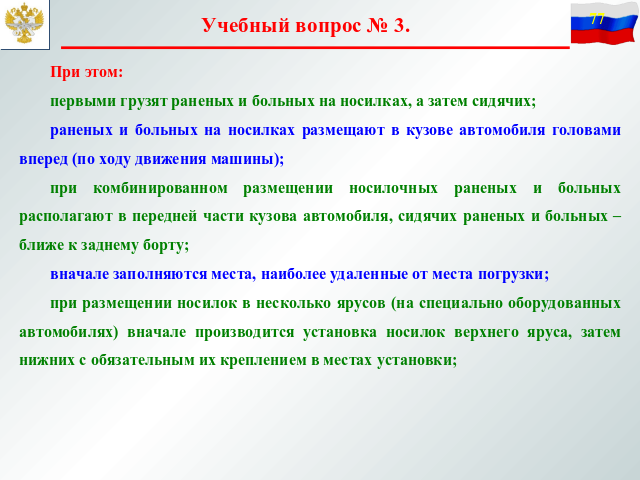 Учебный вопрос № 3.
77
При этом:
первыми грузят раненых и больных на носилках, а затем сидячих;
раненых и больных на носилках размещают в кузове автомобиля головами
вперед (по ходу движения машины);
при комбинированном размещении носилочных раненых и больных
располагают в передней части кузова автомобиля, сидячих раненых и больных –
ближе к заднему борту;
вначале заполняются места, наиболее удаленные от места погрузки;
при размещении носилок в несколько ярусов (на специально оборудованных
автомобилях) вначале производится установка носилок верхнего яруса, затем
нижних с обязательным их креплением в местах установки;